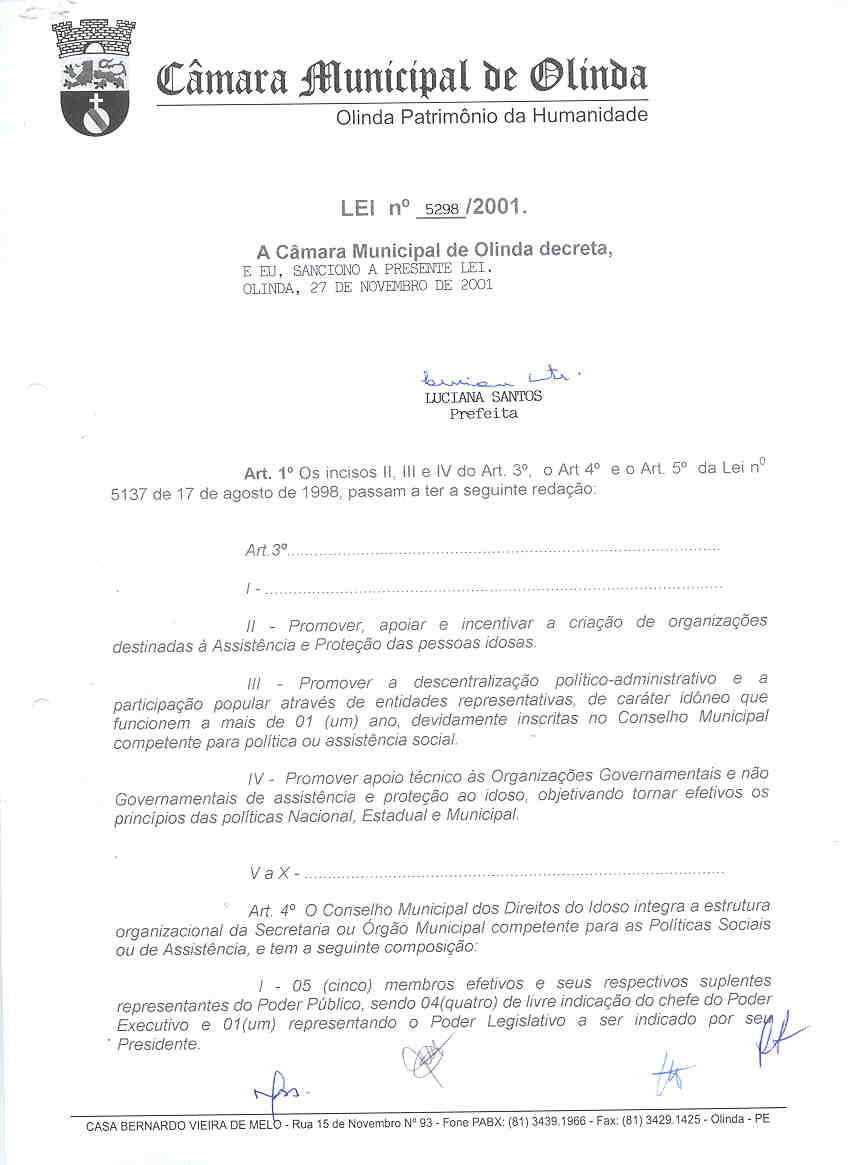 Câmara Municipal de Olinda
Olinda Patrimônio da Humanidade
LEI nº 5298/2001.
A Câmara Municipal de Olinda decreta,
E EU, SANCIONO A PRESENTE LEI.
OLINDA, 27 DE NOVEMBRO DE 2001
LUCIANA SANTOS
Prefeita
Art. 1º Os incisos II, III e IV do Art. 3º, o Art 4º e o Art. 5º da Lei nº
5137 de 17 de agosto de 1998, passam a ter a seguinte redação:
Art.3º................................................................................................
I - ....................................................................................................
II - Promover, apoiar e incentivar a criação de organizações
destinadas à Assistência e Proteção das pessoas idosas.
III - Promover a descentralização político-administrativo e a
participação popular através de entidades representativas, de caráter idôneo que
funcionem a mais de 01 (um) ano, devidamente inscritas no Conselho Municipal
competente para política ou assistência social.
IV - Promover apoio técnico às Organizações Governamentais e não
Governamentais de assistência e proteção ao idoso, objetivando tornar efetivos os
princípios das políticas Nacional, Estadual e Municipal.
V a X - ............................................................................................
Art. 4º O Conselho Municipal dos Direitos do Idoso integra a estrutura
organizacional da Secretaria ou Órgão Municipal competente para as Políticas Sociais
ou de Assistência, e tem a seguinte composição:
I - 05 (cinco) membros efetivos e seus respectivos suplentes
representantes do Poder Público, sendo 04(quatro) de livre indicação do chefe do Poder
Executivo e 01(um) representando o Poder Legislativo a ser indicado por seu
Presidente.
CASA BERNARDO VIEIRA DE MELO - Rua 15 de Novembro Nº 93 - Fone PABX: (81) 3439.1966 - Fax: (81) 3429.1425 - Olinda - PE